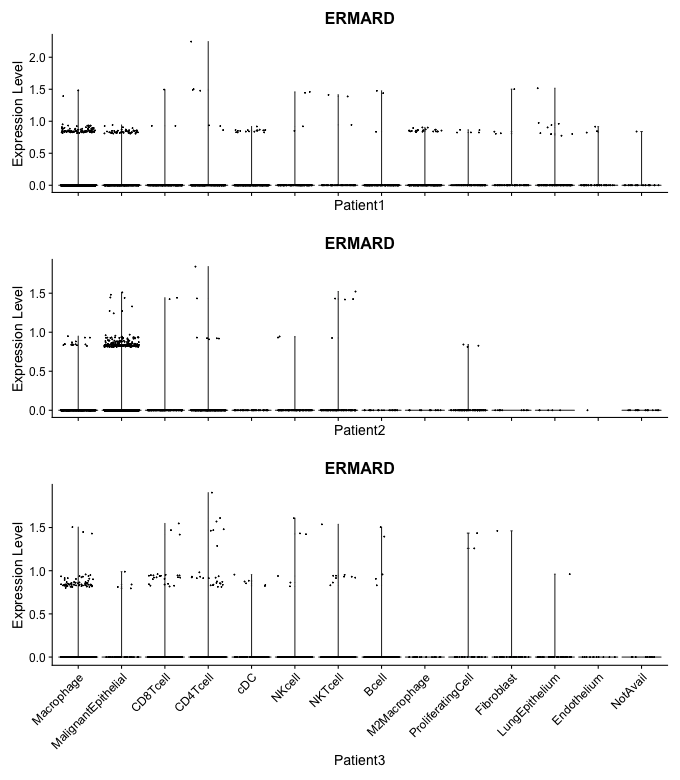 ERMARD
Expression Level
2.0
1.5
1.0
0.5
0.0
Patient1
ERMARD
Expression Level
1.5
1.0
0.5
0.0
Patient2
ERMARD
Expression Level
1.5
1.0
0.5
0.0
Macrophage
MalignantEpithelial
CD8Tcell
CD4Tcell
cDC
NKcell
NKTcell
Bcell
M2Macrophage
ProliferatingCell
Fibroblast
LungEpithelium
Endothelium
NotAvail
Patient3